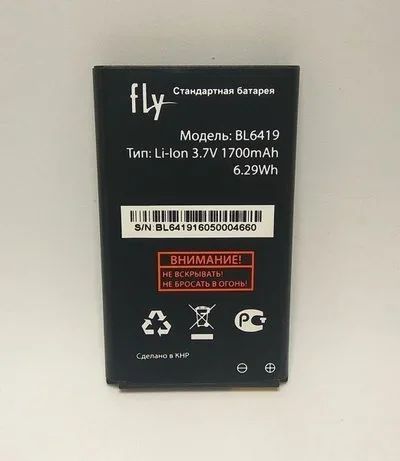 fly
Стандартная батарея
Модель: BL6419
Тип: Li-Ion 3.7V 1700mAh
6.29Wh
S/N: BL641916050004660
ВНИМАНИЕ!
НЕ ВСКРЫВАТЬ!
НЕ БРОСАТЬ В ОГОНЬ!
Сделано в КНР